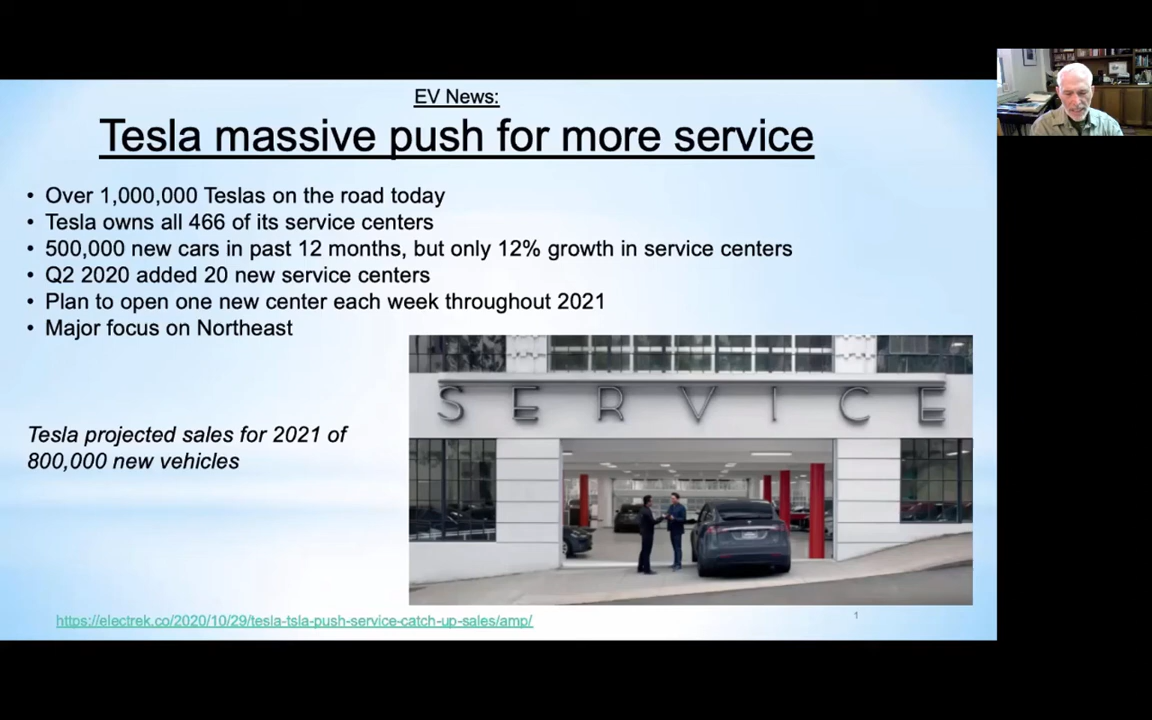 EV News:
Tesla massive push for more service
• Over 1,000,000 Teslas on the road today
• Tesla owns all 466 of its service centers
• 500,000 new cars in past 12 months, but only 12% growth in service centers
• Q2 2020 added 20 new service centers
• Plan to open one new center each week throughout 2021
• Major focus on Northeast
SERVICE
Tesla projected sales for 2021 of
800,000 new vehicles
https://electrek.co/2020/10/29/tesla-tsla-push-service-catch-up-sales/amp/
1